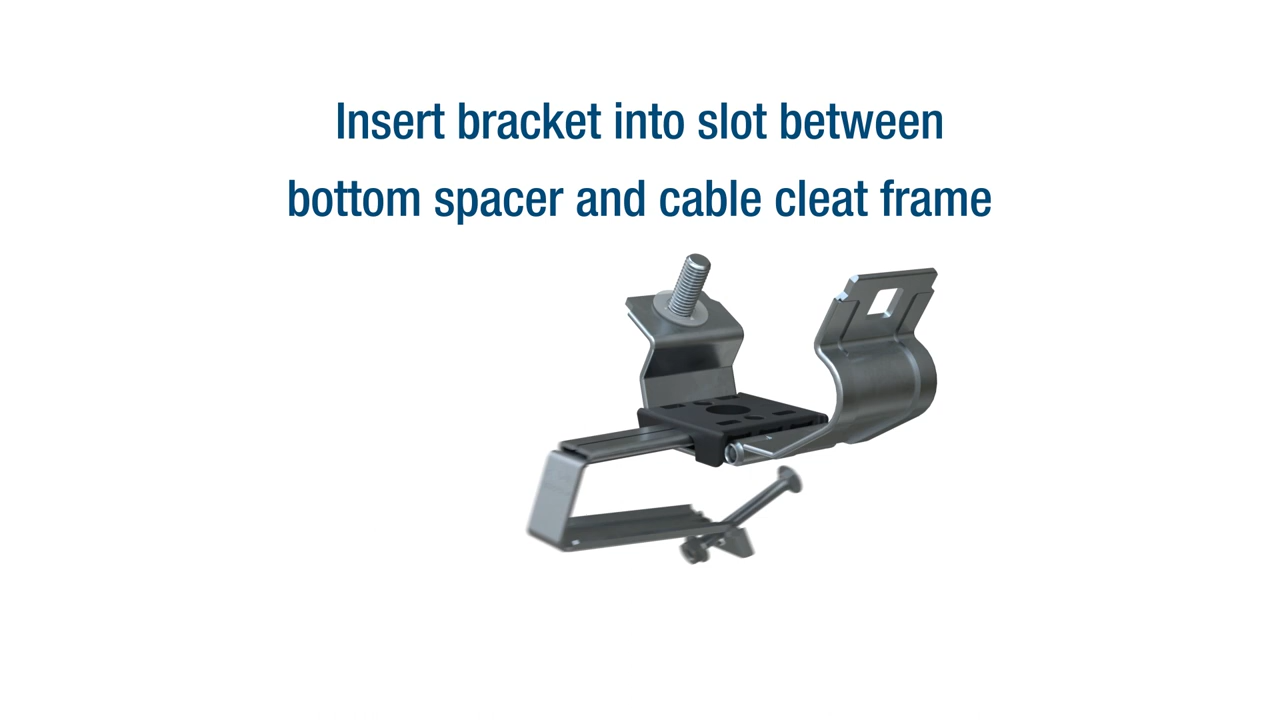 Insert bracket into slot between
bottom spacer and cable cleat frame